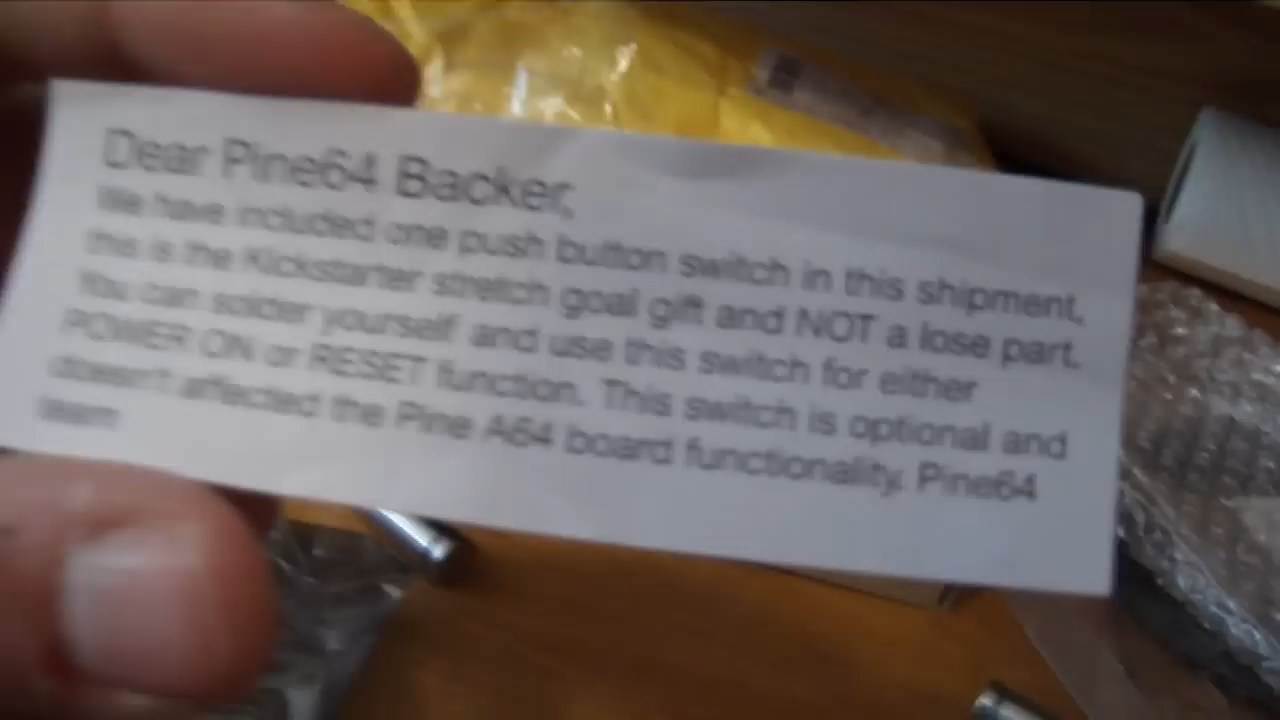 Dear Pine64 Backer,
We have included one push button switch in this shipment,
this is the Kickstarter stretch goal gift and NOT a lose part.
You can solder yourself and use this switch for either
POWER ON or RESET function. This switch is optional and
doesn't affected the Pine A64 board functionality. Pine64
team